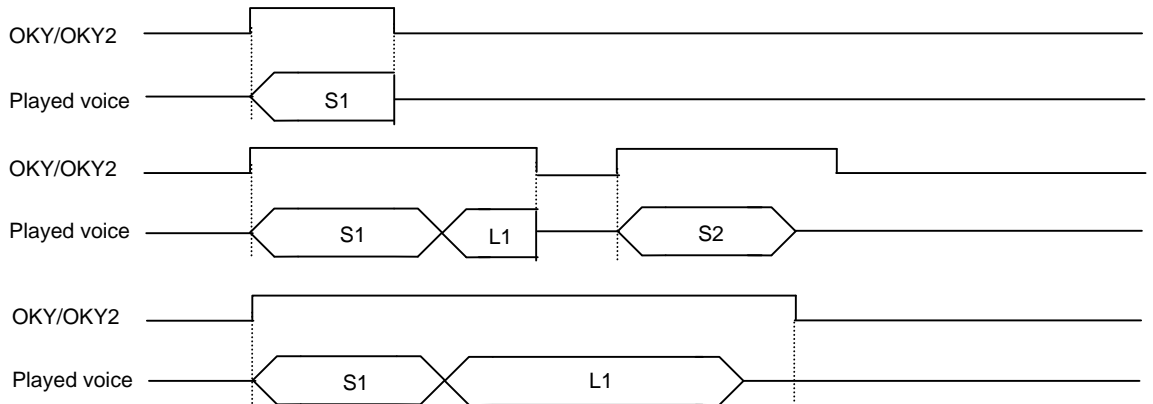 OKY/OKY2
Played voice S1
OKY/OKY2
Played voice S1 L1 S2
OKY/OKY2
Played voice S1 L1